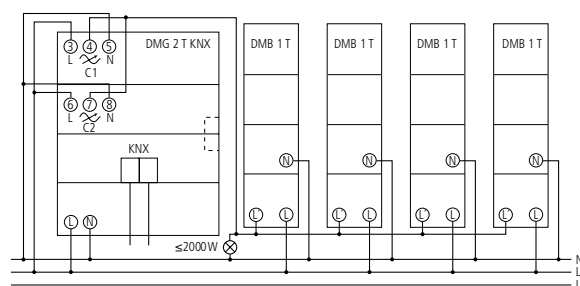 3 4 5
L N
C1
DMG 2 T KNX
DMB 1 T
DMB 1 T
DMB 1 T
DMB 1 T
6 7 8
L N
C2
KNX
N
N
N
N
L N
L' L
L' L
L' L
L' L
≤2000W
N
L